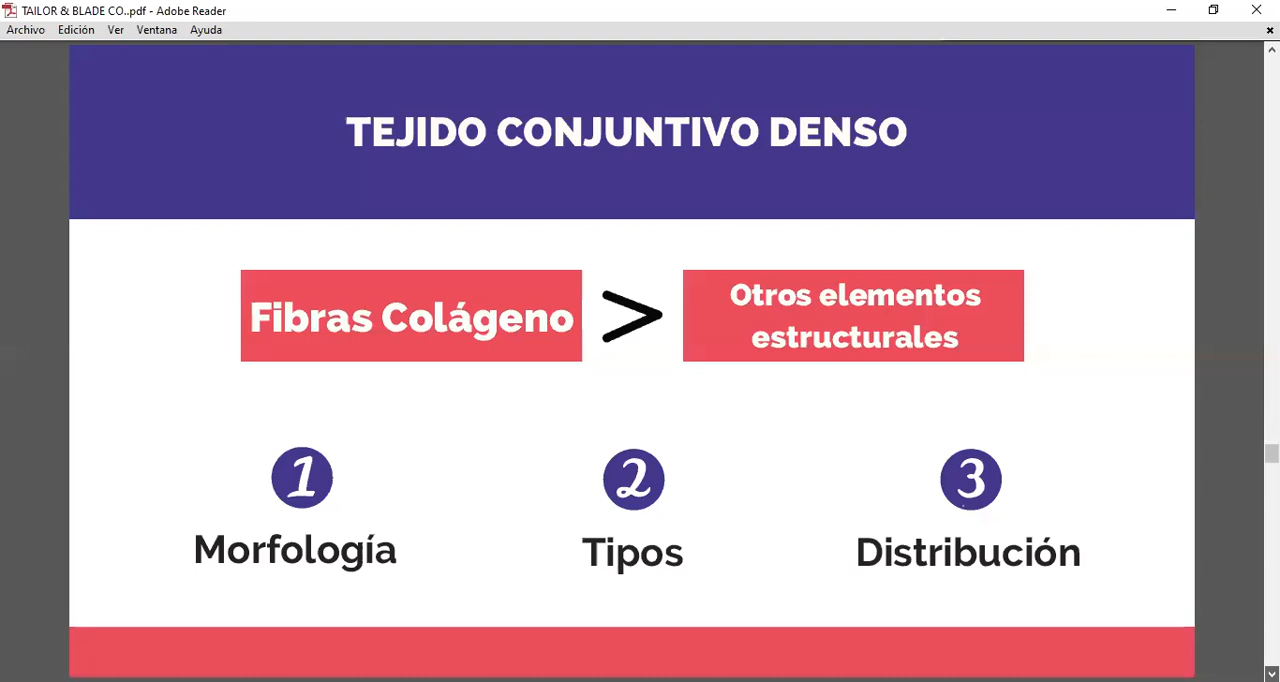 TAILOR & BLADE CO..pdf - Adobe Reader
Archivo Edición Ver Ventana Ayuda
TEJIDO CONJUNTIVO DENSO
Fibras Colágeno > Otros elementos
estructurales
1 2 3
Morfología Tipos Distribución